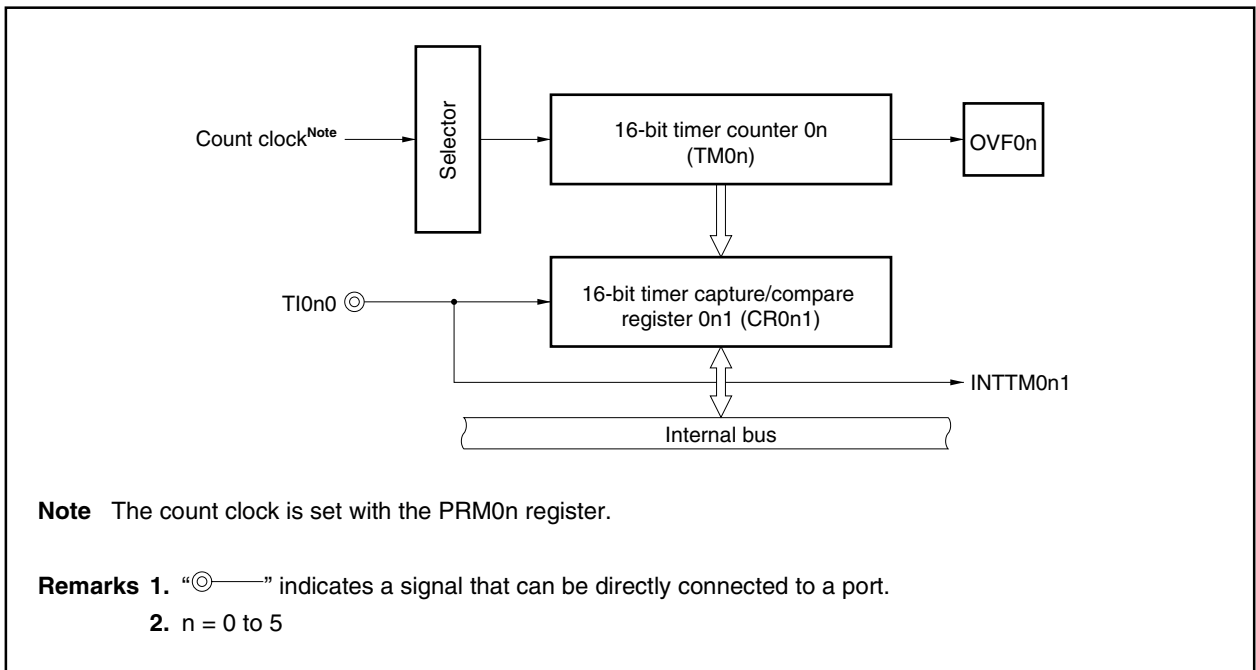 Count clockNote
Selector
16-bit timer counter 0n
(TM0n)
OVF0n
TI0n0
16-bit timer capture/compare
register 0n1 (CR0n1)
INTTM0n1
Internal bus
Note The count clock is set with the PRM0n register.
Remarks 1. “◎——” indicates a signal that can be directly connected to a port.
2. n = 0 to 5